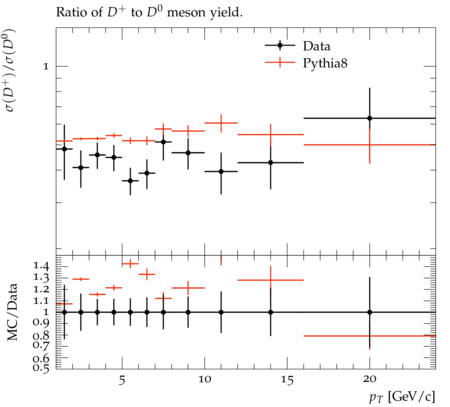 Ratio of D⁺ to D⁰ meson yield.
σ(D⁺)/σ(D⁰)
1
Data
Pythia8
MC/Data
1.4
1.3
1.2
1.1
1
0.9
0.8
0.7
0.6
0.5
5
10
15
20
p_T [GeV/c]